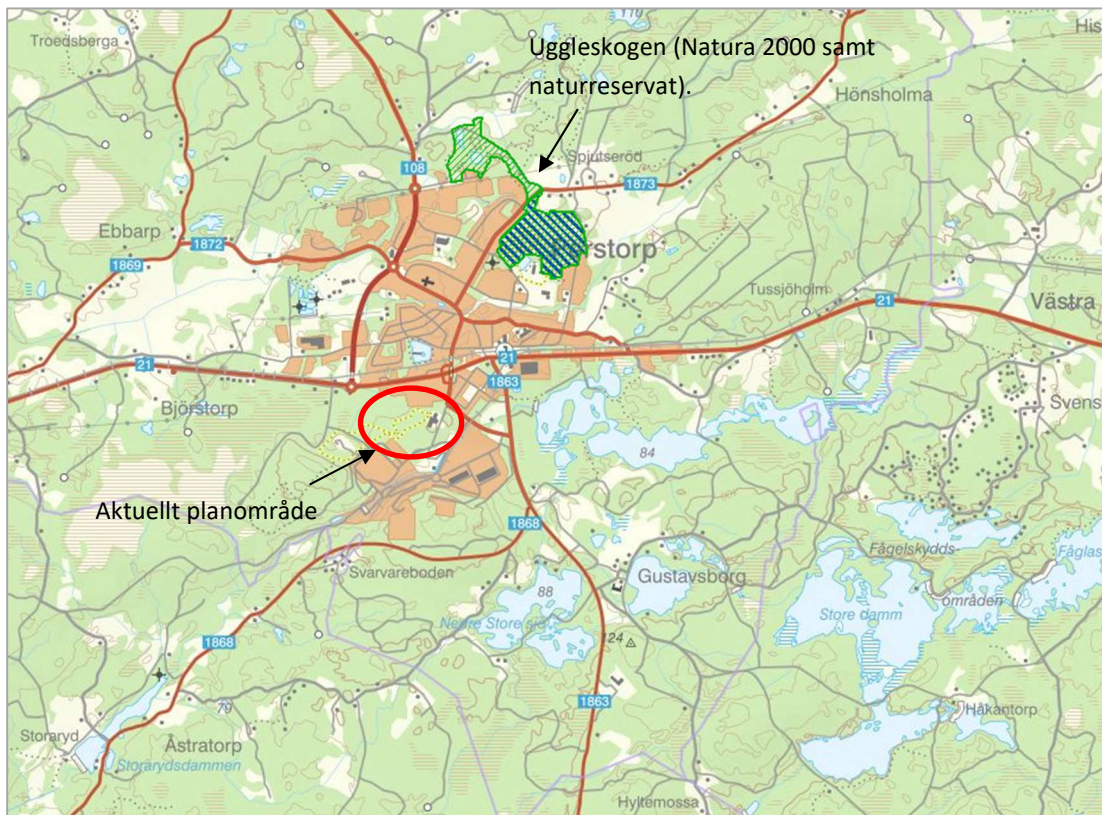 110
His
Troedsberga
Uggleskogen (Natura 2000 samt
naturreservat).
Hönsholma
Spjutseröd
108
1873
Ebbarp
1872
1869
rstorp
Tussjöholm
21
Västra
21
21
1863
Björstorp
Svens
84
Aktuellt planområde
1868
Fågelskydds-
Fåglas
Svarvareboden
Gustavsborg
88
områden
Store damm
Nedre Store sjö
124
1868
1863
79
Håkantorp
Storaryd
Åstratorp
Storarydsdammen
Hyltemossa